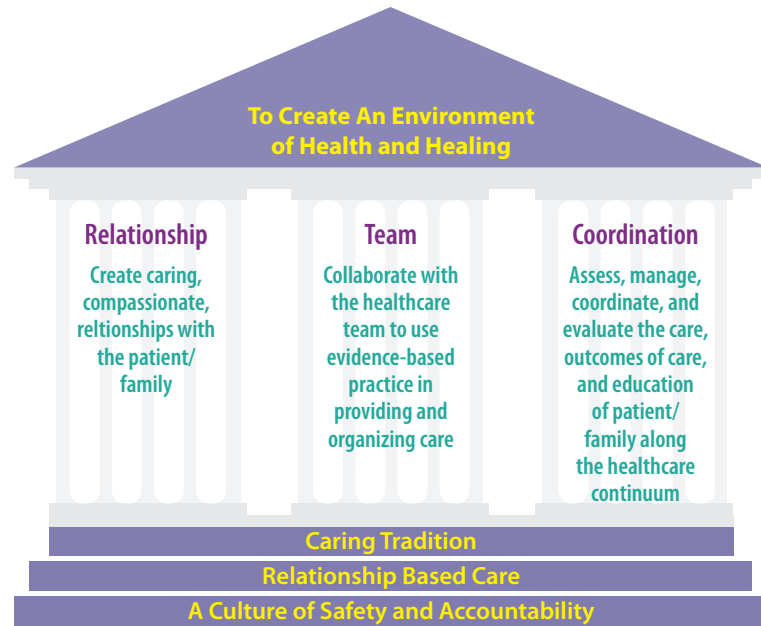 To Create An Environment
of Health and Healing
Relationship
Create caring,
compassionate,
reltionships with
the patient/
family
Team
Collaborate with
the healthcare
team to use
evidence-based
practice in
providing and
organizing care
Coordination
Assess, manage,
coordinate, and
evaluate the care,
outcomes of care,
and education
of patient/
family along
the healthcare
continuum
Caring Tradition
Relationship Based Care
A Culture of Safety and Accountability